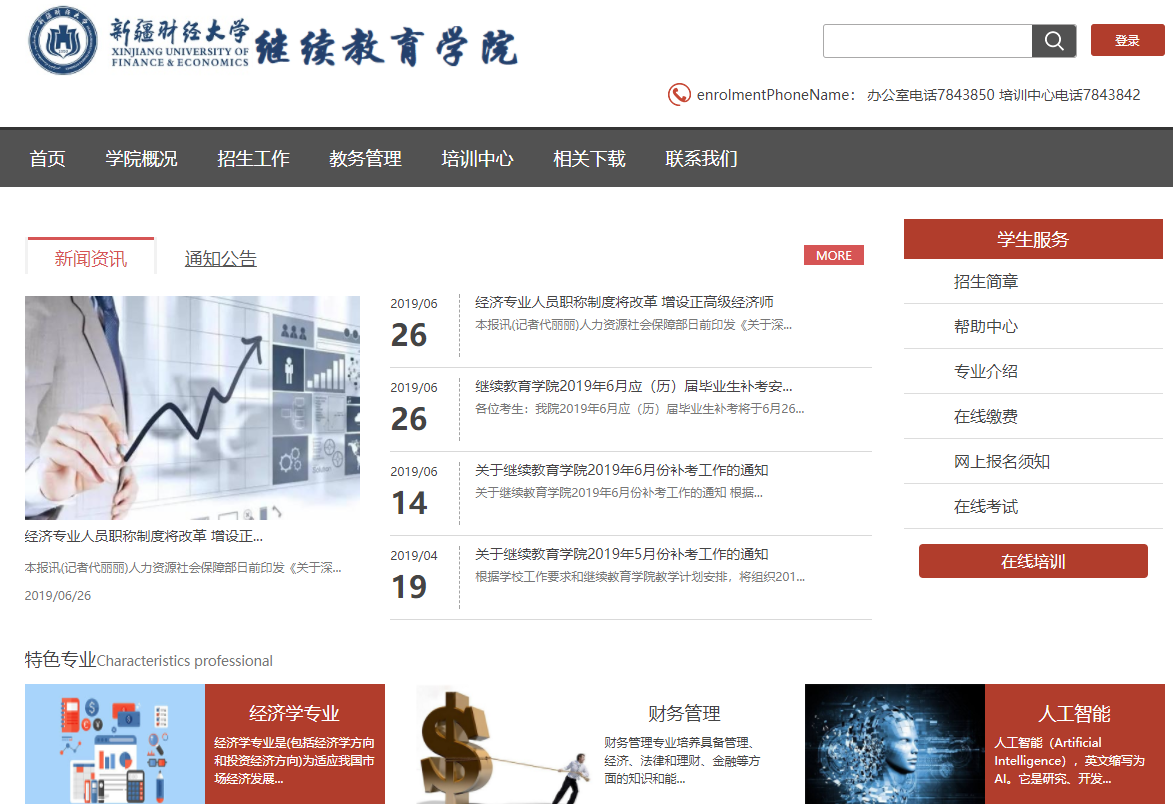 新疆财经大学
XINJIANG UNIVERSITY OF
FINANCE & ECONOMICS
继续教育学院
登录
enrolmentPhoneName： 办公室电话7843850 培训中心电话7843842
首页 学院概况 招生工作 教务管理 培训中心 相关下载 联系我们
新闻资讯 通知公告 MORE
经济专业人员职称制度将改革 增设正...
本报讯(记者代丽丽)人力资源社会保障部日前印发《关于深...
2019/06/26
2019/06
26
经济专业人员职称制度将改革 增设正高级经济师
本报讯(记者代丽丽)人力资源社会保障部日前印发《关于深...
2019/06
26
继续教育学院2019年6月应（历）届毕业生补考安...
各位考生：我院2019年6月应（历）届毕业生补考将于6月26...
2019/06
14
关于继续教育学院2019年6月份补考工作的通知
关于继续教育学院2019年6月份补考工作的通知 根据...
2019/04
19
关于继续教育学院2019年5月份补考工作的通知
根据学校工作要求和继续教育学院教学计划安排，将组织201...
学生服务
招生简章
帮助中心
专业介绍
在线缴费
网上报名须知
在线考试
在线培训
特色专业Characteristics professional
经济学专业
经济学专业是(包括经济学方向
和投资经济方向)为适应我国市
场经济发展...
财务管理
财务管理专业培养具备管理、
经济、法律和理财、金融等方
面的知识和能...
人工智能
人工智能（Artificial
Intelligence），英文缩写为
AI。它是研究、开发...